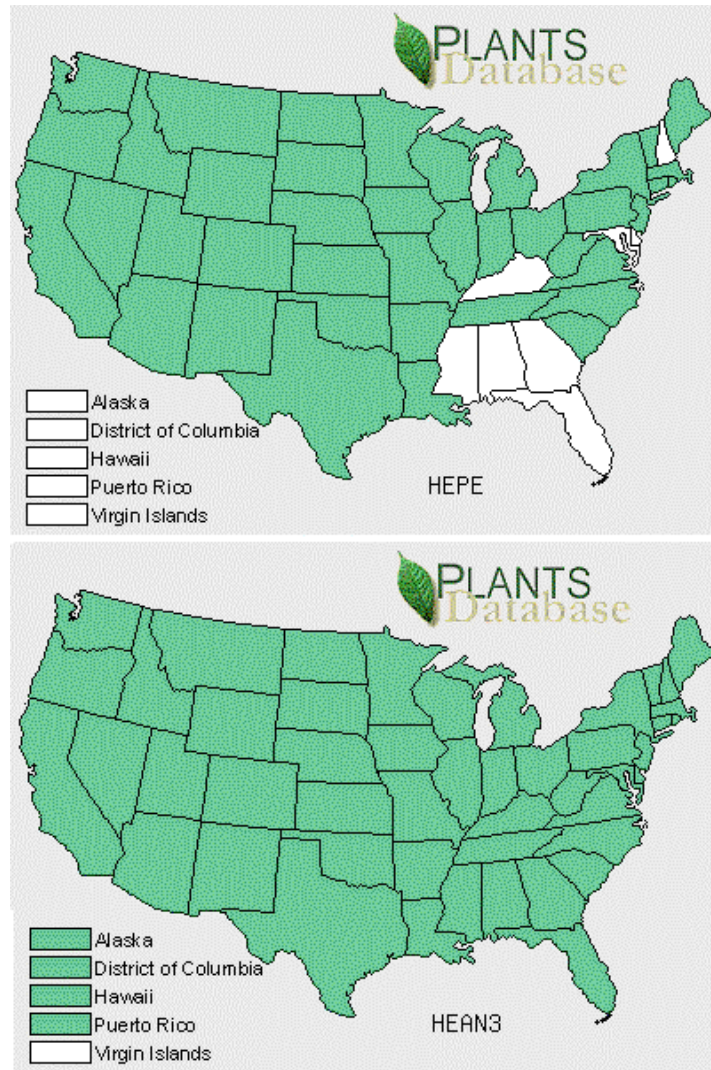 PLANTS
Database
Alaska
District of Columbia
Hawaii
Puerto Rico
Virgin Islands
HEPE
PLANTS
Database
Alaska
District of Columbia
Hawaii
Puerto Rico
Virgin Islands
HEAN3